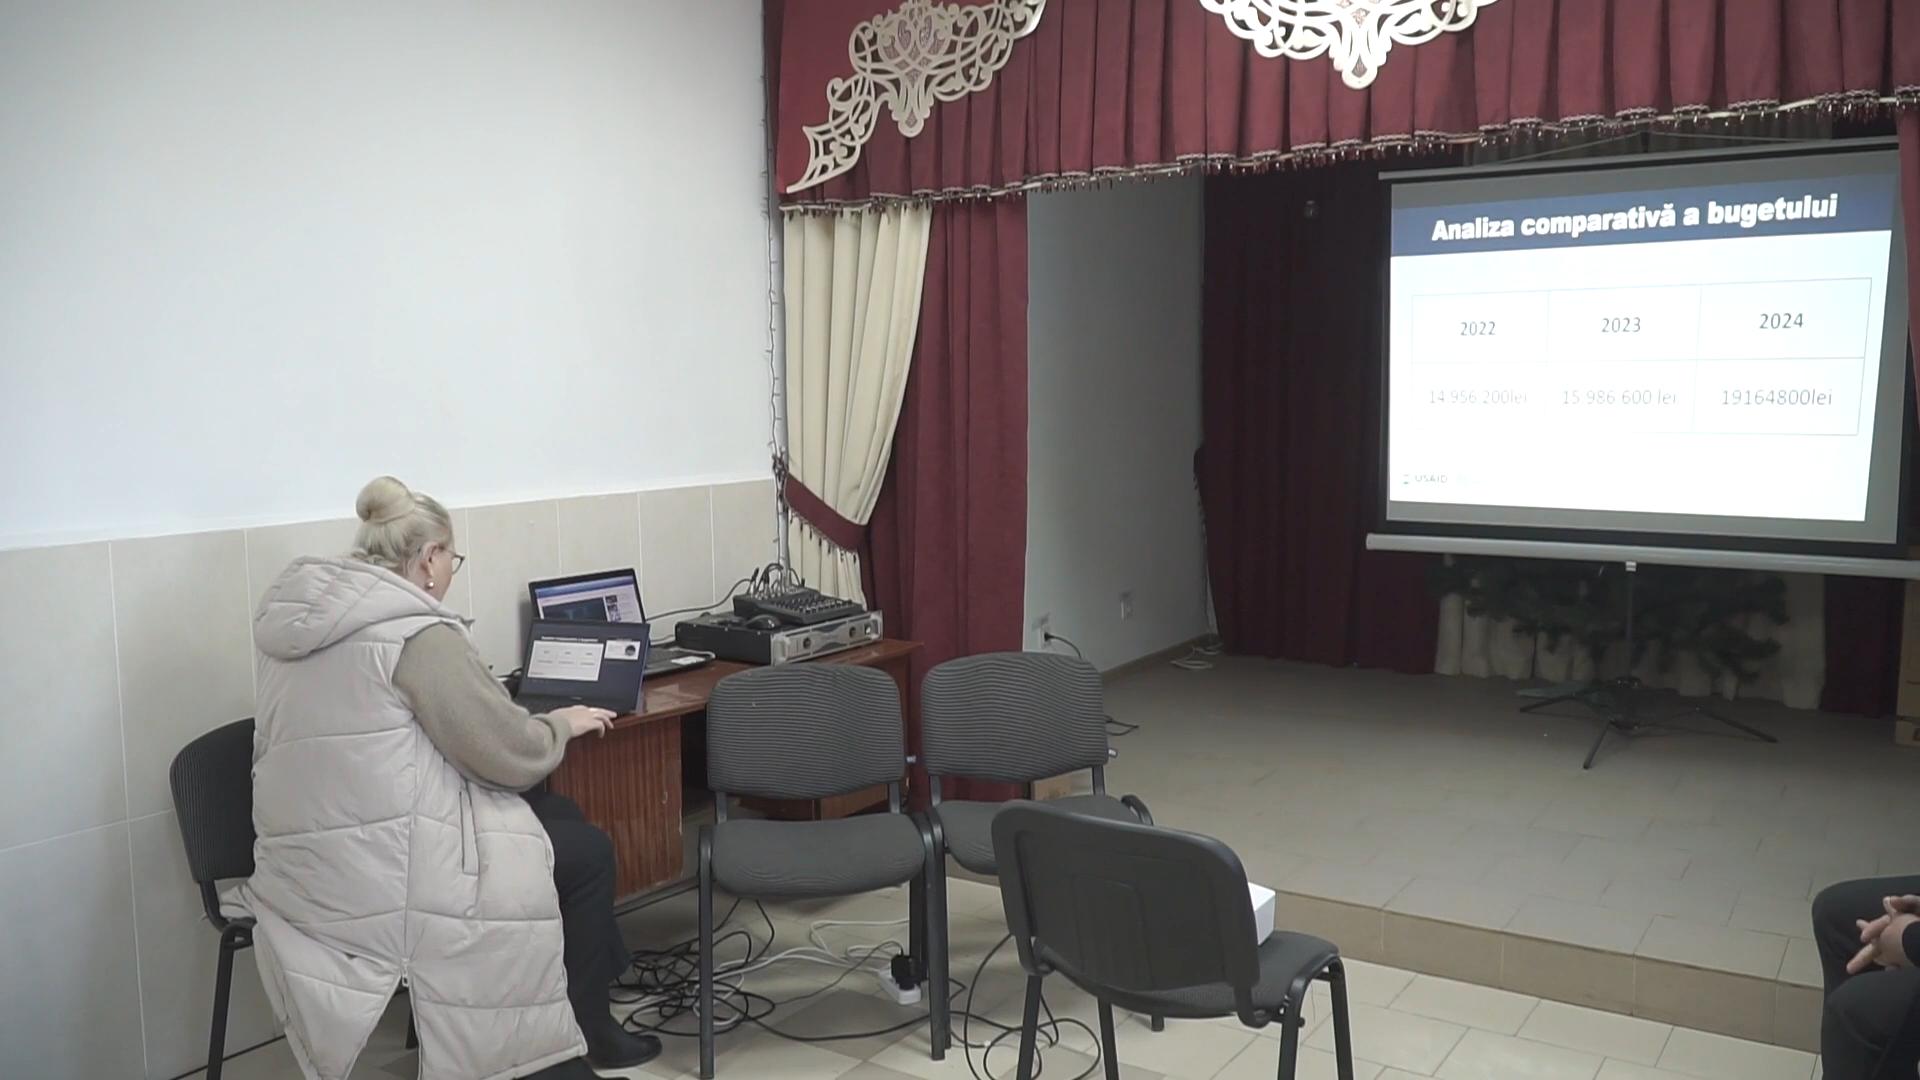 Analiza comparativă a bugetului
2022 2023 2024
14 956 200lei 15 986 600 lei 19164800lei
USAID